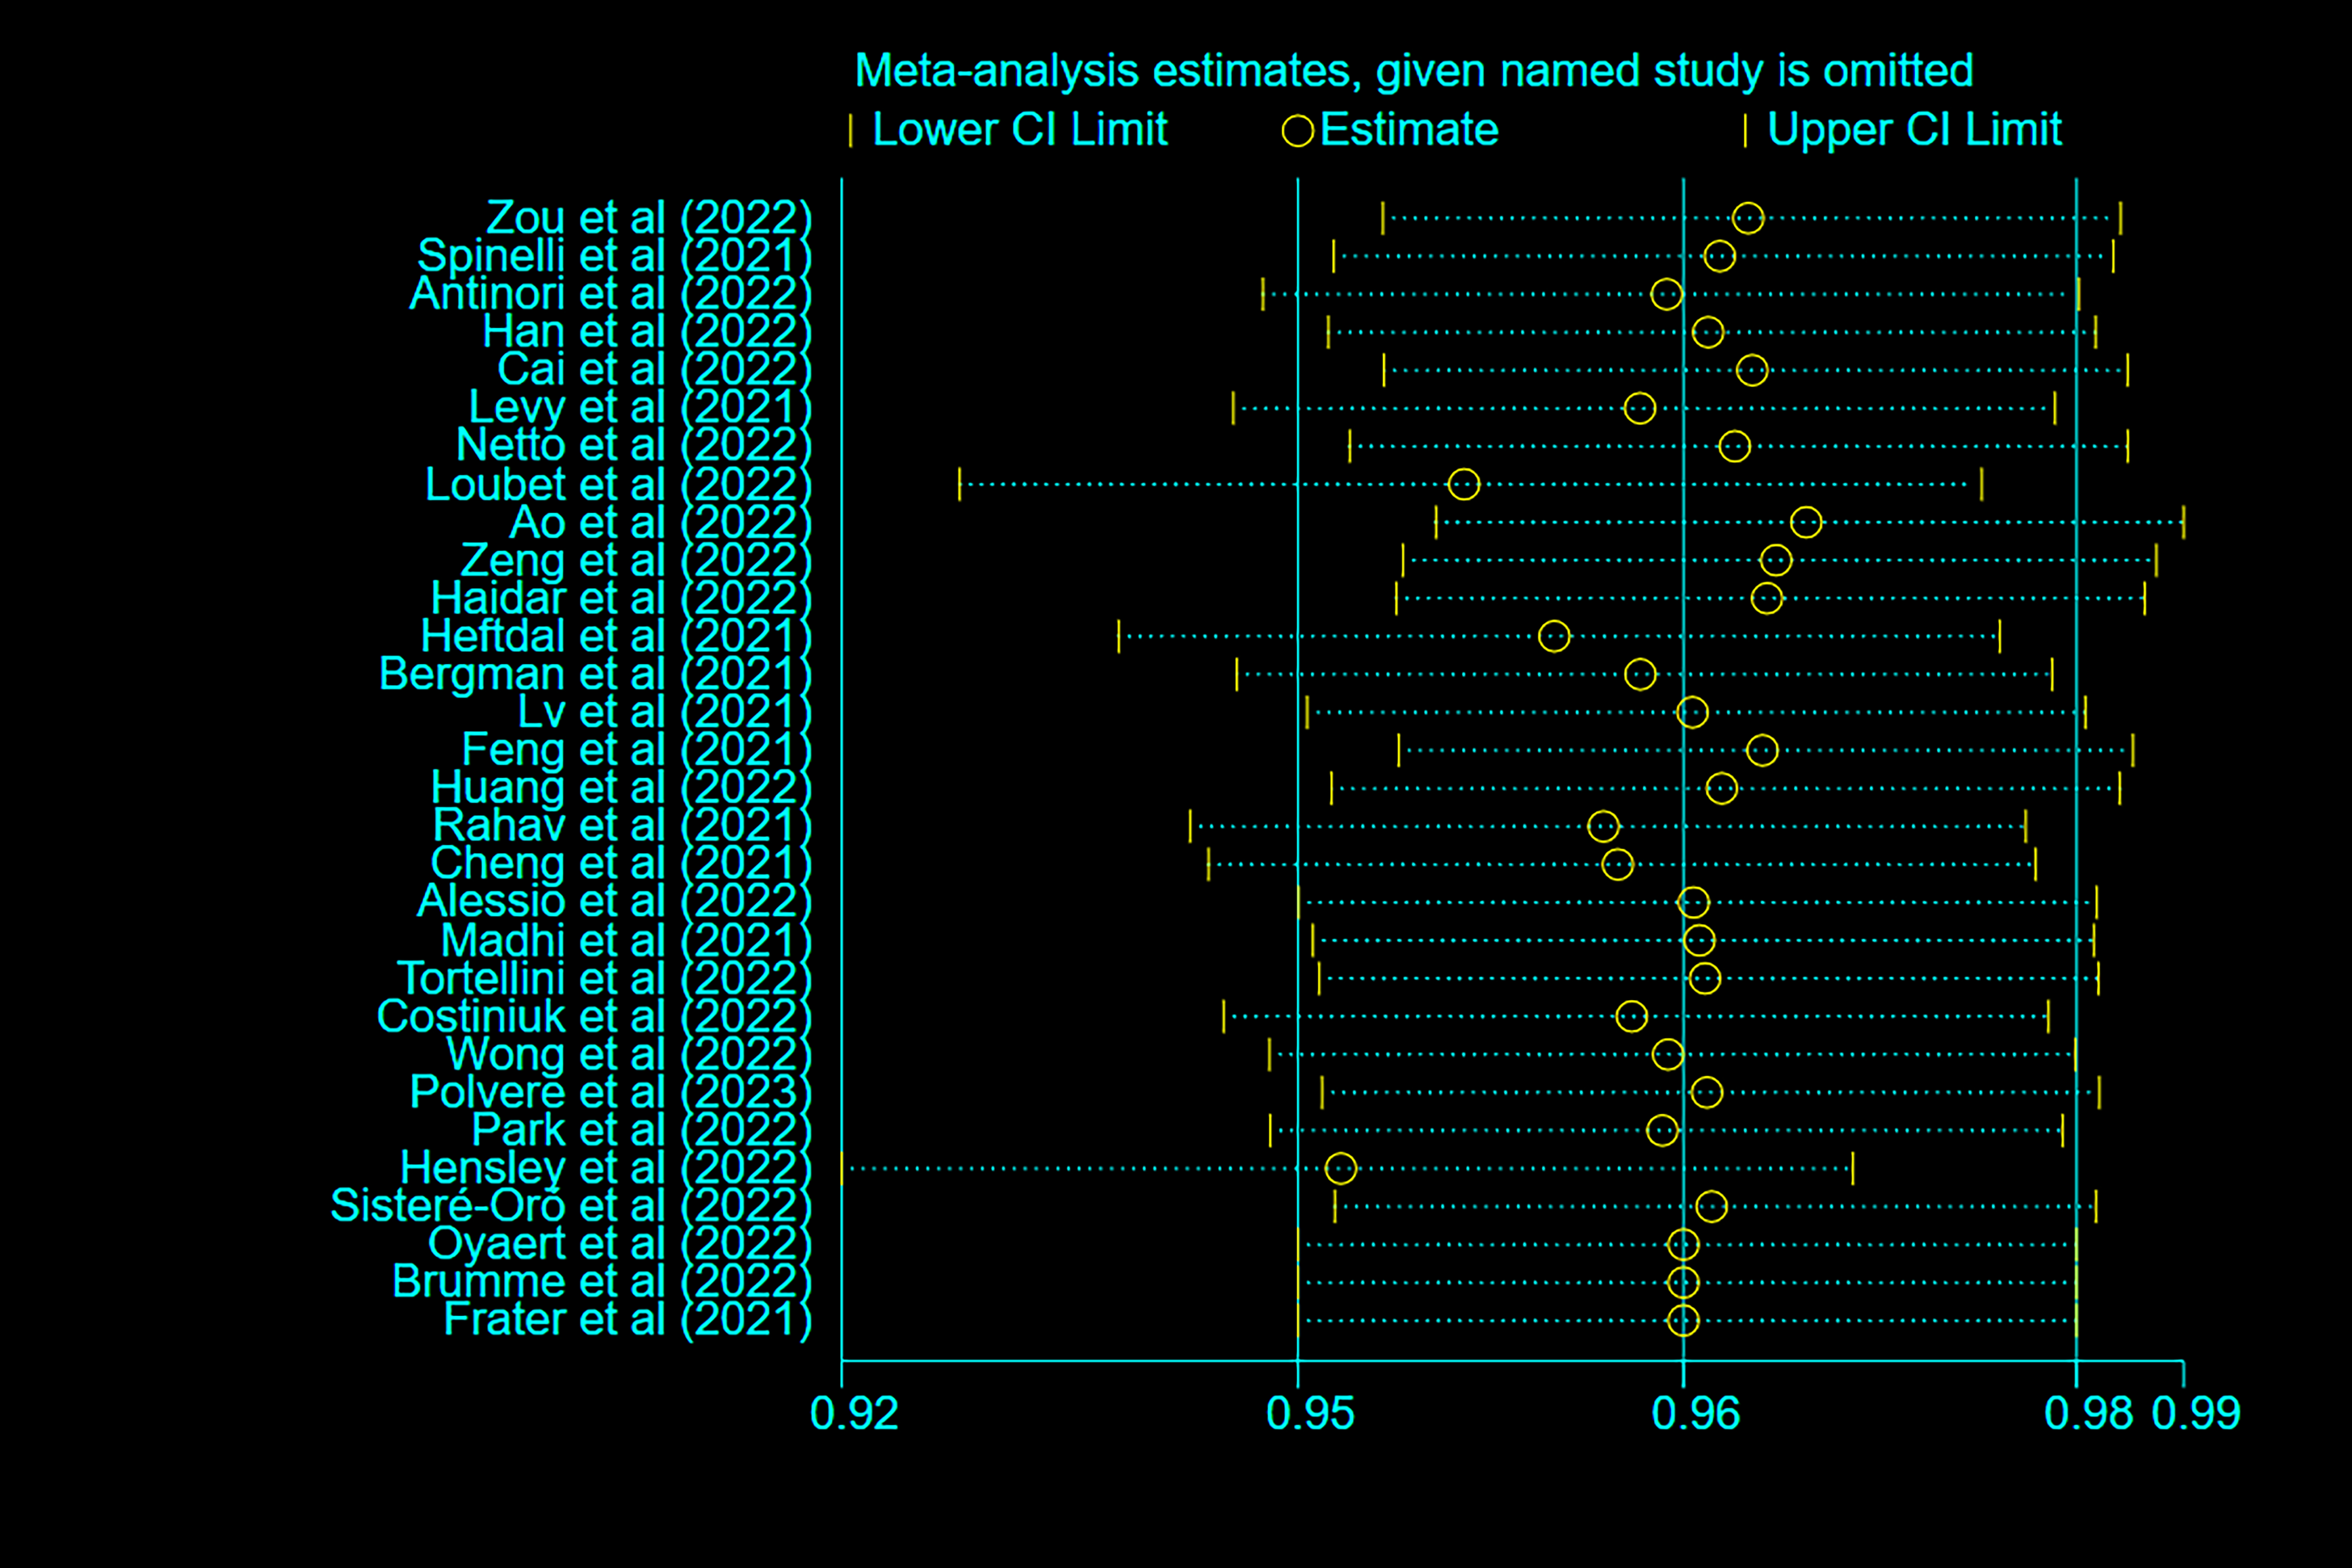 Meta-analysis estimates, given named study is omitted
Lower CI Limit Estimate Upper CI Limit
Zou et al (2022)
Spinelli et al (2021)
Antinori et al (2022)
Han et al (2022)
Cai et al (2022)
Levy et al (2021)
Netto et al (2022)
Loubet et al (2022)
Ao et al (2022)
Zeng et al (2022)
Haidar et al (2022)
Heftdal et al (2021)
Bergman et al (2021)
Lv et al (2021)
Feng et al (2021)
Huang et al (2022)
Rahav et al (2021)
Cheng et al (2021)
Alessio et al (2022)
Madhi et al (2021)
Tortellini et al (2022)
Costiniuk et al (2022)
Wong et al (2022)
Polvere et al (2023)
Park et al (2022)
Hensley et al (2022)
Sisteré-Oró et al (2022)
Oyaert et al (2022)
Brumme et al (2022)
Frater et al (2021)
0.92 0.95 0.96 0.98 0.99